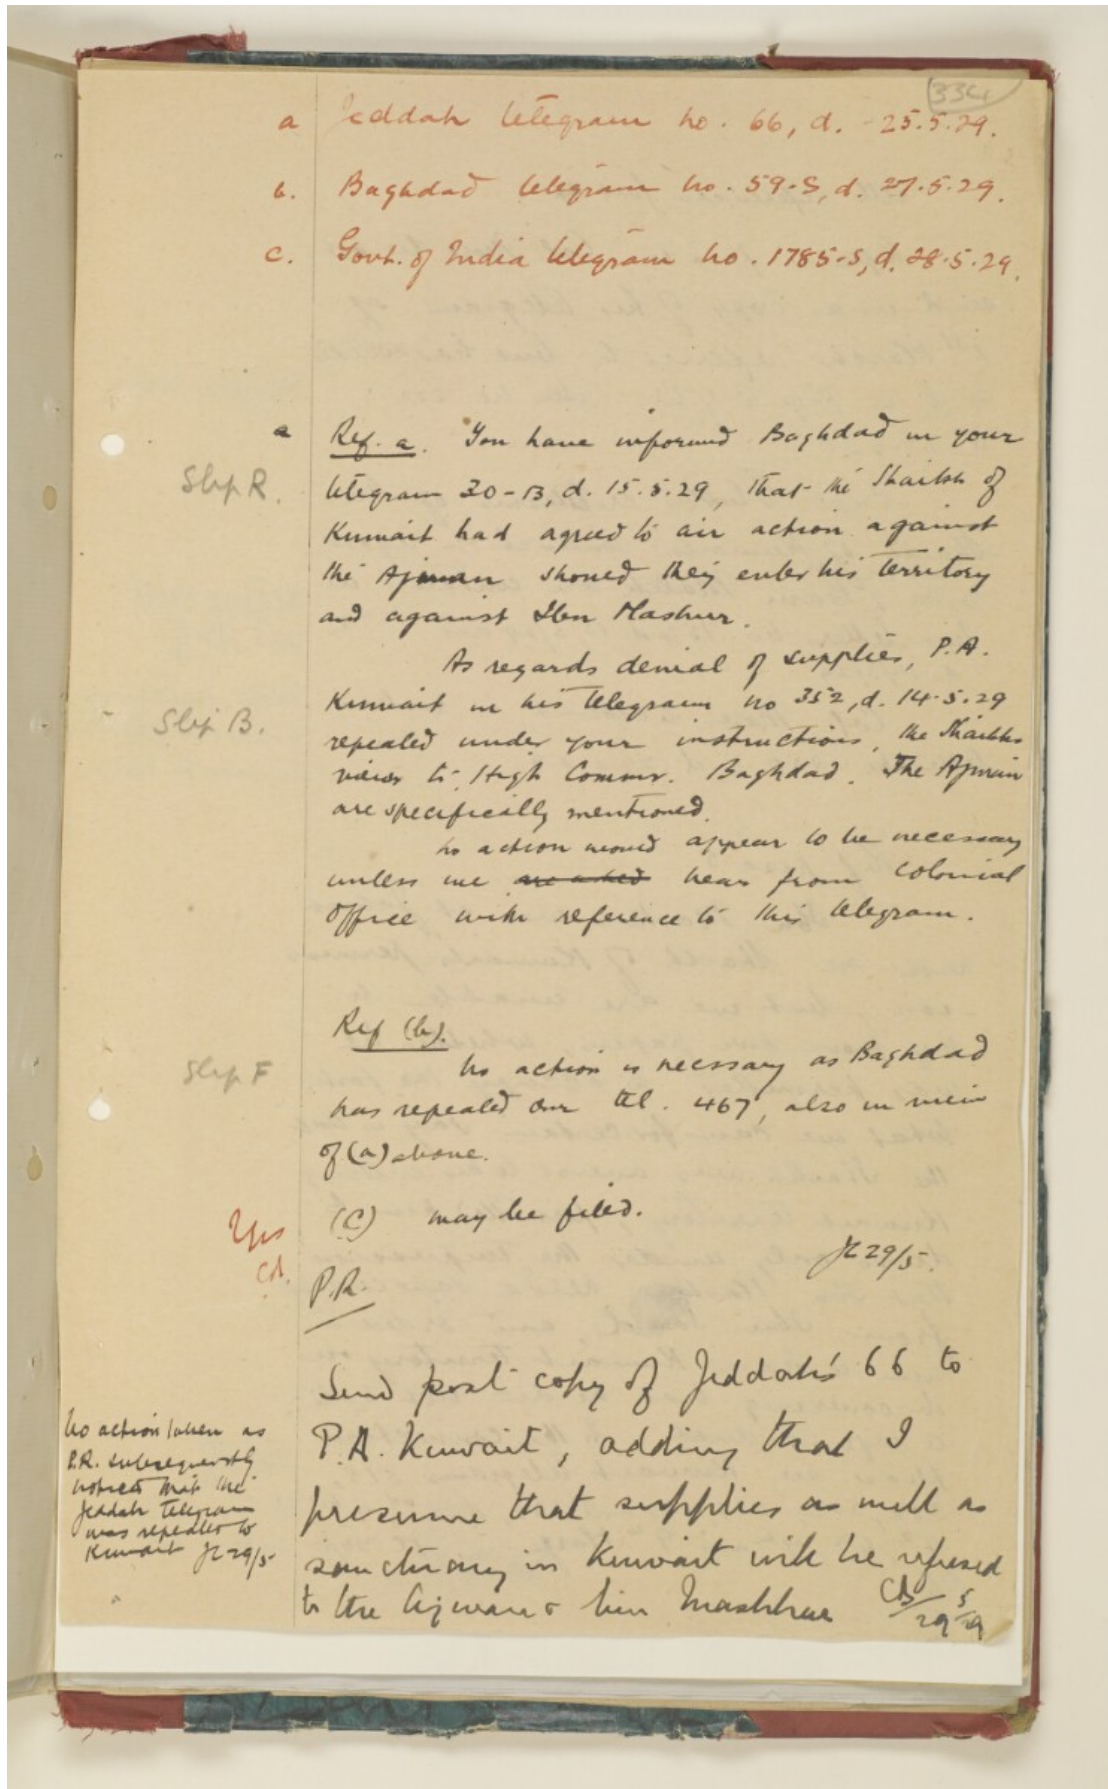 334
a Jeddah telegram no. 66, d. 25.5.29.
b. Baghdad telegram no. 59-S, d. 27.5.29.
c. Govt. of India telegram no. 1785-S, d. 28.5.29.
a Ref. a. You have informed Baghdad in your
Slip R. telegram 30-B, d. 15.5.29, that the Shaikh of
Kuwait had agreed to air action against
the Ajman should they enter his territory
and against Ibn Mashur.
As regards denial of supplies, P.A.
Kuwait in his telegram no 352, d. 14.5.29
Slip B. repeated under your instructions, the Shaikhs
views to High Commr. Baghdad. The Ajman
are specifically mentioned.
No action would appear to be necessary
unless we are asked hear from Colonial
Office with reference to this telegram.
Ref (b).
Slip F No action is necessary as Baghdad
has repeated our tel. 467, also in view
of (a) above.
Yes (C) may be filed.
29/5.
P.R.
Send post copy of Jeddah's 66 to
P.A. Kuwait, adding that I
presume that supplies as well as
sanctuary in Kuwait will be refused
to the Ajman & bin Mashhur
29/5/29
No action taken as
P.R. subsequently
noticed that the
Jeddah telegram
was repeated to
Kuwait 29/5